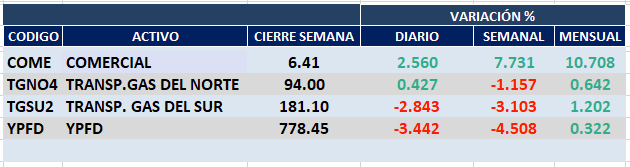 VARIACIÓN %
CODIGO ACTIVO CIERRE SEMANA DIARIO SEMANAL MENSUAL
COME COMERCIAL 6.41 2.560 7.731 10.708
TGNO4 TRANSP.GAS DEL NORTE 94.00 0.427 -1.157 0.642
TGSU2 TRANSP. GAS DEL SUR 181.10 -2.843 -3.103 1.202
YPFD YPFD 778.45 -3.442 -4.508 0.322